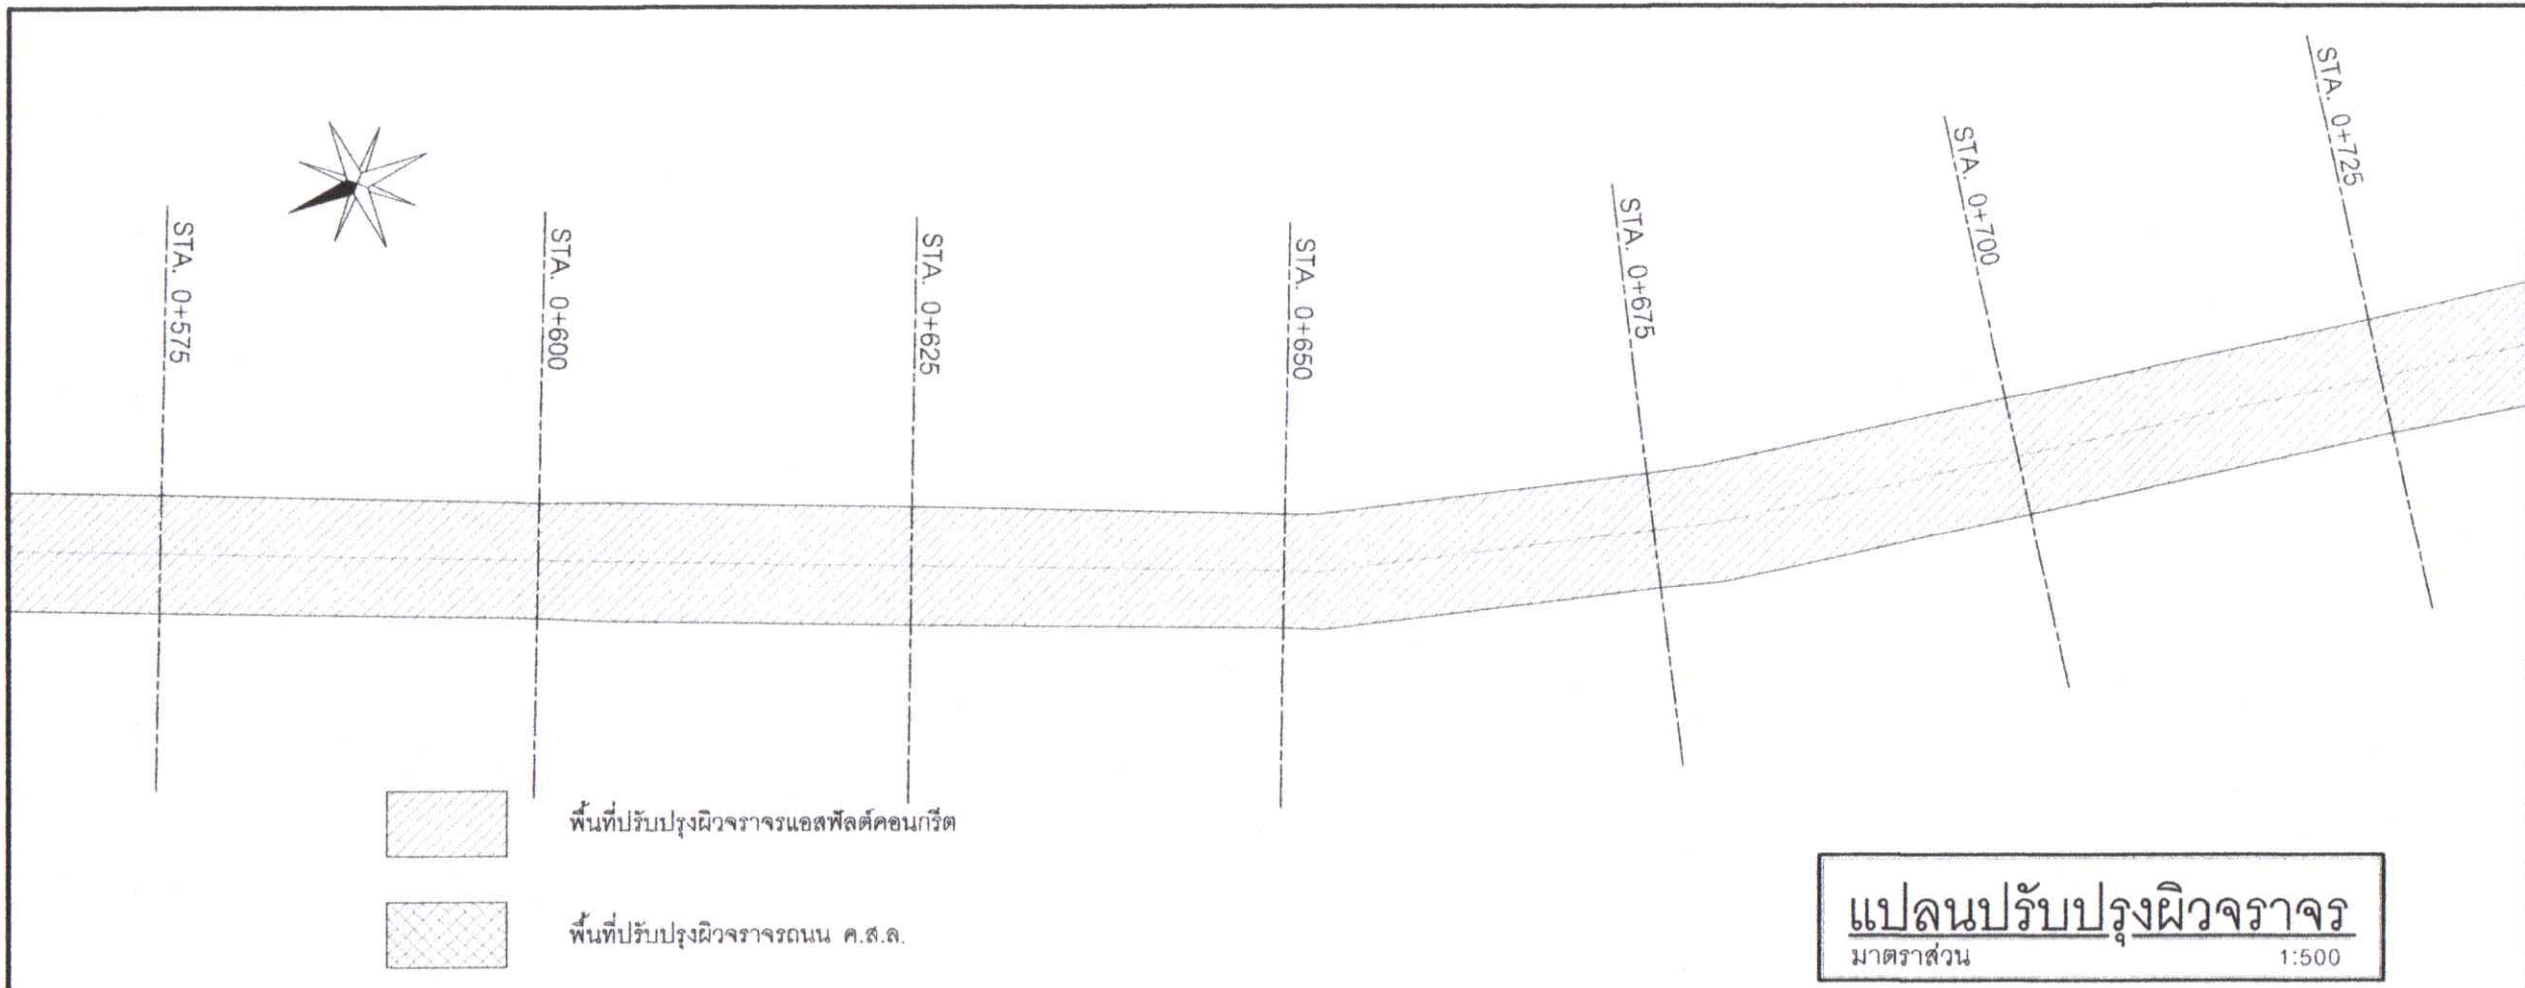 STA. 0+575
STA. 0+600
STA. 0+625
STA. 0+650
STA. 0+675
STA. 0+700
STA. 0+725
พื้นที่ปรับปรุงผิวจราจรแอสฟัลต์คอนกรีต
พื้นที่ปรับปรุงผิวจราจรถนน ค.ส.ล.
แปลนปรับปรุงผิวจราจร
มาตราส่วน 1:500